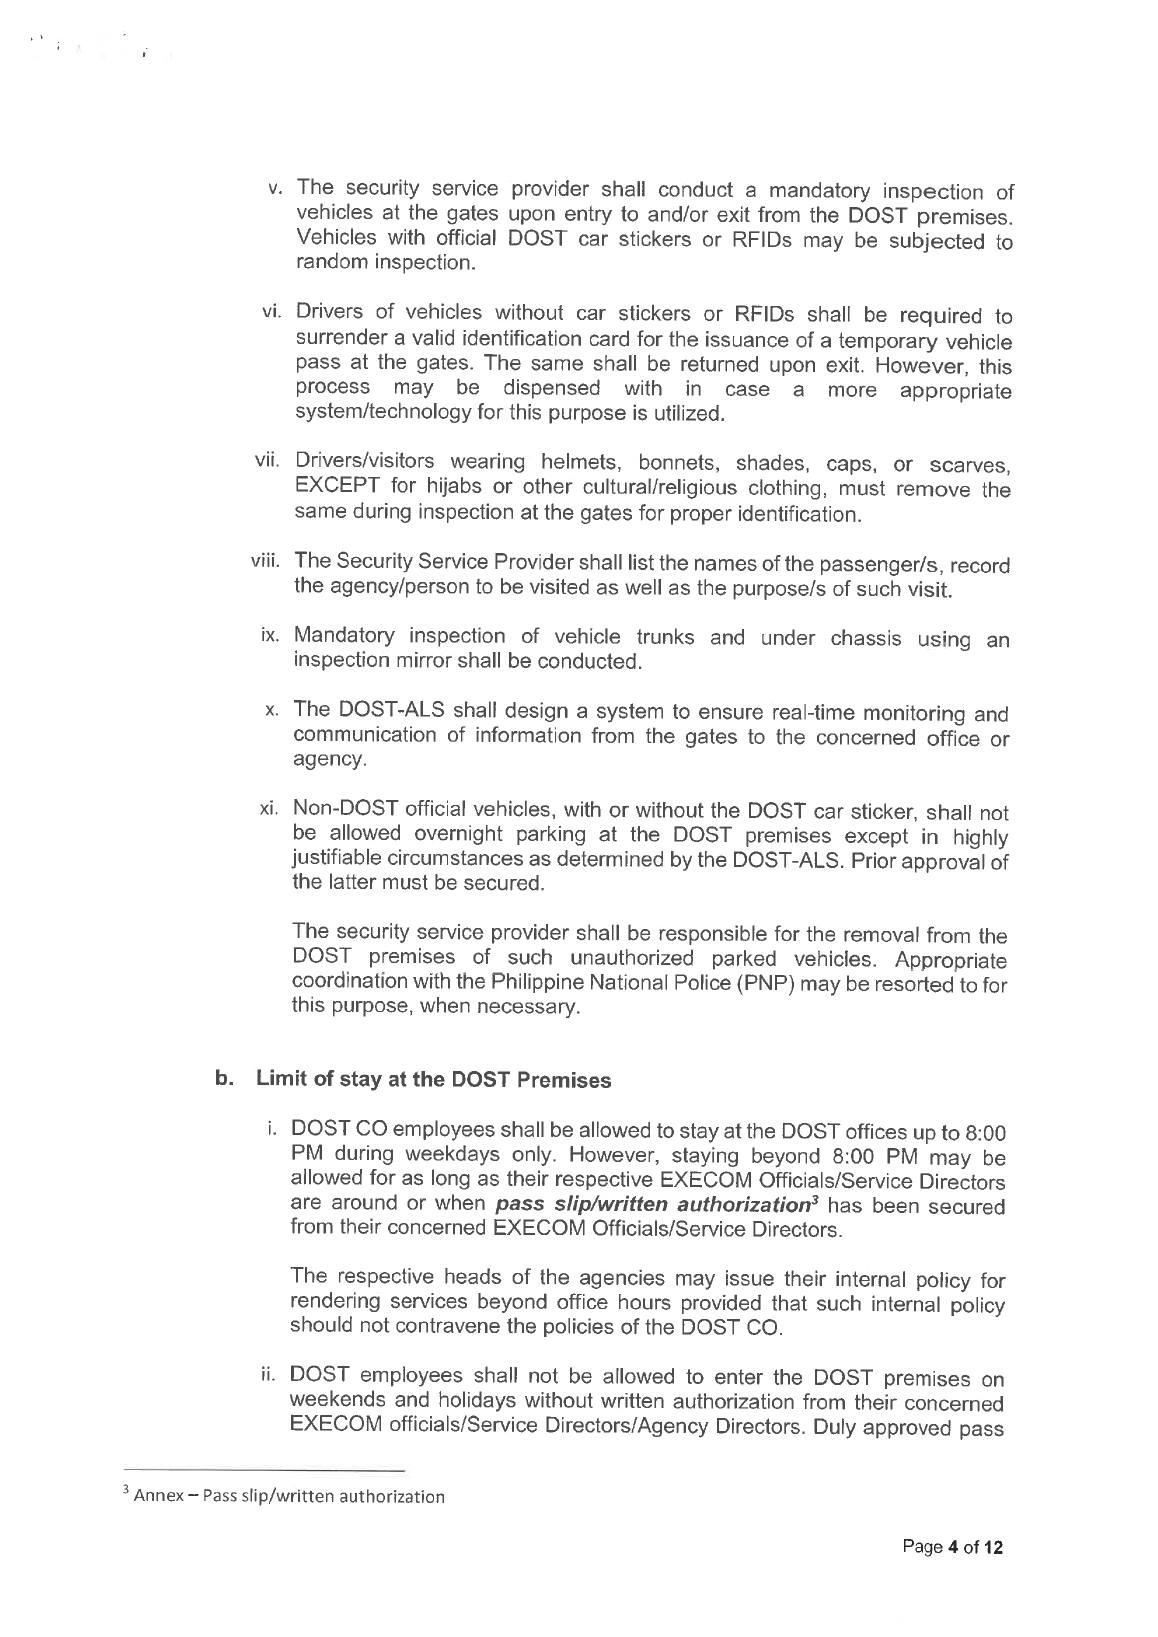 v. The security service provider shall conduct a mandatory inspection of
vehicles at the gates upon entry to and/or exit from the DOST premises.
Vehicles with official DOST car stickers or RFIDs may be subjected to
random inspection.
vi. Drivers of vehicles without car stickers or RFIDs shall be required to
surrender a valid identification card for the issuance of a temporary vehicle
pass at the gates. The same shall be returned upon exit. However, this
process may be dispensed with in case a more appropriate
system/technology for this purpose is utilized.
vii. Drivers/visitors wearing helmets, bonnets, shades, caps, or scarves,
EXCEPT for hijabs or other cultural/religious clothing, must remove the
same during inspection at the gates for proper identification.
viii. The Security Service Provider shall list the names of the passenger/s, record
the agency/person to be visited as well as the purpose/s of such visit.
ix. Mandatory inspection of vehicle trunks and under chassis using an
inspection mirror shall be conducted.
x. The DOST-ALS shall design a system to ensure real-time monitoring and
communication of information from the gates to the concerned office or
agency.
xi. Non-DOST official vehicles, with or without the DOST car sticker, shall not
be allowed overnight parking at the DOST premises except in highly
justifiable circumstances as determined by the DOST-ALS. Prior approval of
the latter must be secured.
The security service provider shall be responsible for the removal from the
DOST premises of such unauthorized parked vehicles. Appropriate
coordination with the Philippine National Police (PNP) may be resorted to for
this purpose, when necessary.
b. Limit of stay at the DOST Premises
i. DOST CO employees shall be allowed to stay at the DOST offices up to 8:00
PM during weekdays only. However, staying beyond 8:00 PM may be
allowed for as long as their respective EXECOM Officials/Service Directors
are around or when pass slip/written authorization³ has been secured
from their concerned EXECOM Officials/Service Directors.
The respective heads of the agencies may issue their internal policy for
rendering services beyond office hours provided that such internal policy
should not contravene the policies of the DOST CO.
ii. DOST employees shall not be allowed to enter the DOST premises on
weekends and holidays without written authorization from their concerned
EXECOM officials/Service Directors/Agency Directors. Duly approved pass
³ Annex – Pass slip/written authorization
Page 4 of 12